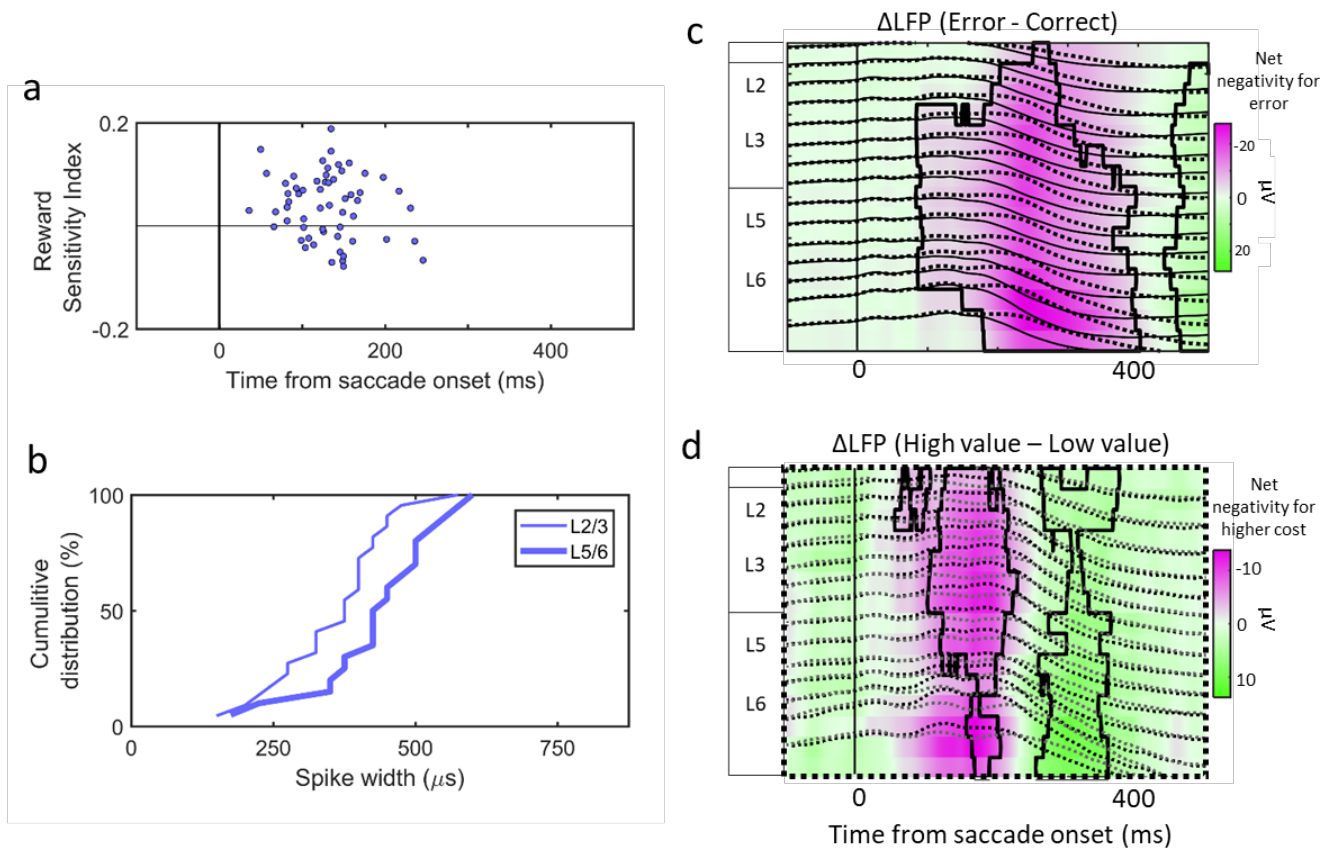 a
0.2
Reward
Sensitivity Index
-0.2
0
200
400
Time from saccade onset (ms)
b
100
50
0
Cumulitive
distribution (%)
L2/3
L5/6
0
250
500
750
Spike width (μs)
c
ΔLFP (Error - Correct)
L2
L3
L5
L6
0
400
Net
negativity for
error
-20
0
20
μV
d
ΔLFP (High value – Low value)
L2
L3
L5
L6
0
400
Time from saccade onset (ms)
Net
negativity for
higher cost
-10
0
10
μV